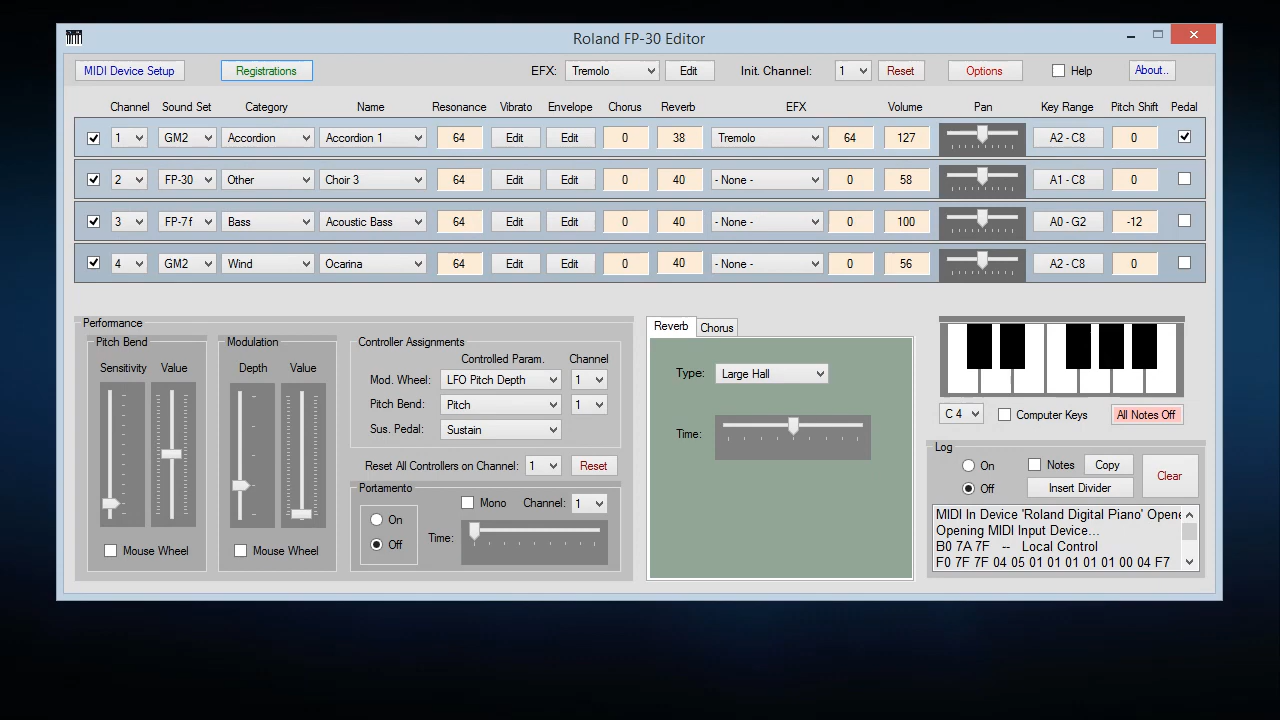 Roland FP-30 Editor
MIDI Device Setup Registrations EFX: Tremolo Edit Init. Channel: 1 Reset Options Help About..
Channel Sound Set Category Name Resonance Vibrato Envelope Chorus Reverb EFX Volume Pan Key Range Pitch Shift Pedal
1 GM2 Accordion Accordion 1 64 Edit Edit 0 38 Tremolo 64 127 A2 - C8 0
2 FP-30 Other Choir 3 64 Edit Edit 0 40 - None - 0 58 A1 - C8 0
3 FP-7f Bass Acoustic Bass 64 Edit Edit 0 40 - None - 0 100 A0 - G2 -12
4 GM2 Wind Ocarina 64 Edit Edit 0 40 - None - 0 56 A2 - C8 0
Performance
Pitch Bend
Sensitivity Value
Mouse Wheel
Modulation
Depth Value
Mouse Wheel
Controller Assignments
Controlled Param. Channel
Mod. Wheel: LFO Pitch Depth 1
Pitch Bend: Pitch 1
Sus. Pedal: Sustain
Reset All Controllers on Channel: 1 Reset
Portamento
Mono Channel: 1
On
Off
Time:
Reverb Chorus
Type: Large Hall
Time:
C 4 Computer Keys All Notes Off
Log
On Notes Copy Clear
Off Insert Divider
MIDI In Device 'Roland Digital Piano' Opene
Opening MIDI Input Device...
B0 7A 7F -- Local Control
F0 7F 7F 04 05 01 01 01 01 01 00 04 F7